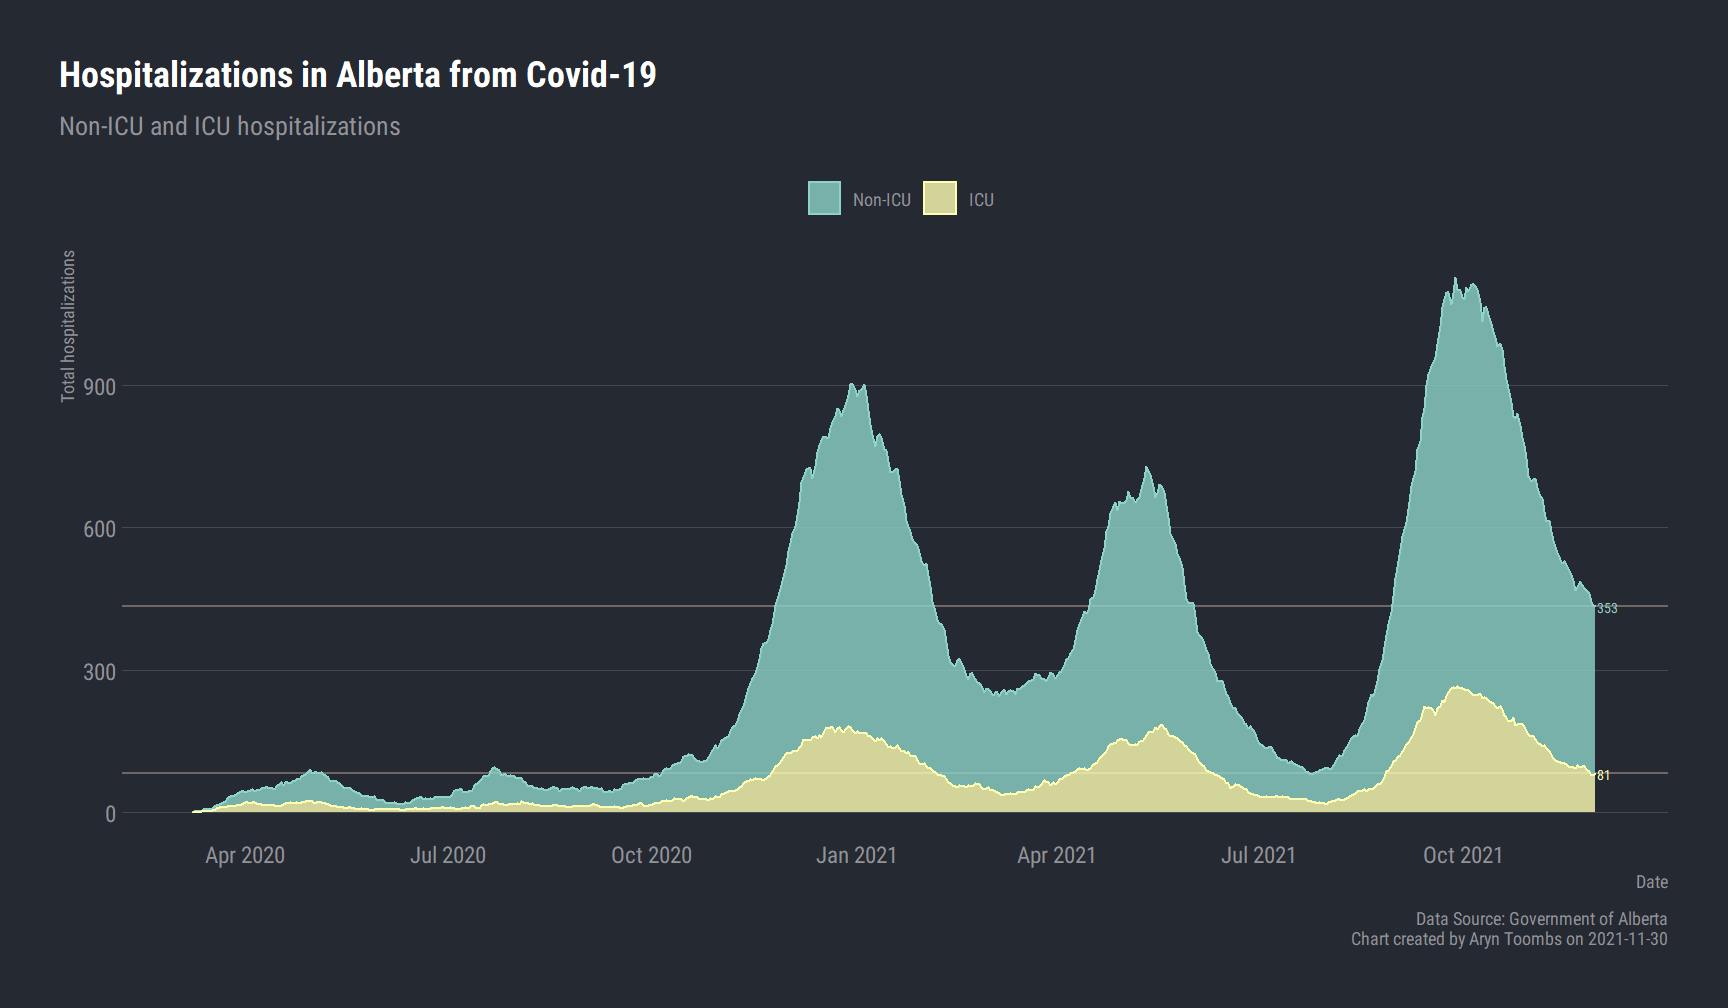 Hospitalizations in Alberta from Covid-19
Non-ICU and ICU hospitalizations
Non-ICU
ICU
Total hospitalizations
900
600
300
0
353
81
Apr 2020
Jul 2020
Oct 2020
Jan 2021
Apr 2021
Jul 2021
Oct 2021
Date
Data Source: Government of Alberta
Chart created by Aryn Toombs on 2021-11-30